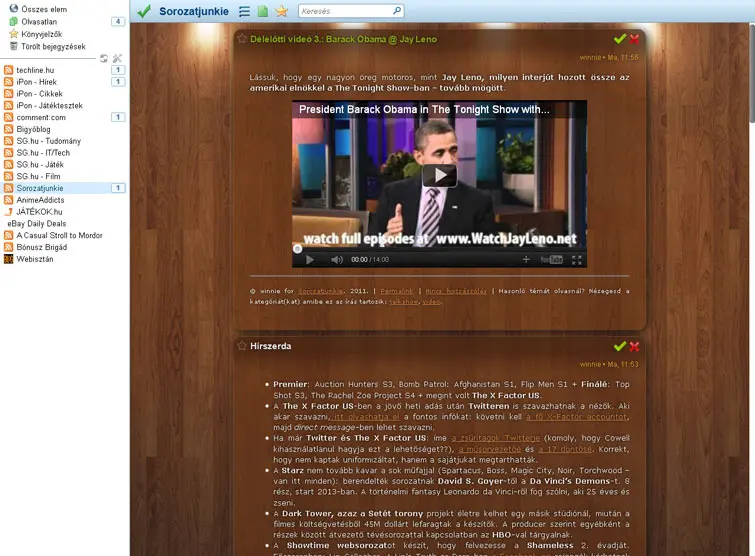 Összes elem
Olvasatlan
Könyvjelzők
Törölt bejegyzések
techline.hu 1
iPon - Hírek 1
iPon - Cikkek
iPon - Játéktesztek
comment:com 1
Bigyóblog
SG.hu - Tudomány
SG.hu - IT/Tech
SG.hu - Játék
SG.hu - Film
Sorozatjunkie 1
AnimeAddicts
JÁTÉKOK.hu
eBay Daily Deals
A Casual Stroll to Mordor
Bónusz Brigád
Webisztán
Sorozatjunkie
Keresés
Délelőtti videó 3.: Barack Obama @ Jay Leno
winnie • Ma, 11:56
Lássuk, hogy egy nagyon öreg motoros, mint Jay Leno, milyen interjút hozott össze az
amerikai elnökkel a The Tonight Show-ban – tovább mögött.
President Barack Obama in The Tonight Show with...
watch full episodes at www.WatchJayLeno.net
00:00 / 14:00
YouTube
© winnie for Sorozatjunkie, 2011. | Permalink | Nincs hozzászólás | Hasonló témát olvasnál? Nézegesd a
kategóriát(kat) amibe ez az írás tartozik: talkshow, video.
Hírszerda
winnie • Ma, 11:53
• Premier: Auction Hunters S3, Bomb Patrol: Afghanistan S1, Flip Men S1 + Finálé: Top
Shot S3, The Rachel Zoe Project S4 + megint volt The X Factor US.
• A The X Factor US-ben a jövő heti adás után Twitteren is szavazhatnak a nézők. Aki
akar szavazni, itt olvashatja el a fontos infókat: követni kell a fő X-Factor accountot,
majd direct message-ben lehet szavazni.
• Ha már Twitter és The X Factor US: íme a zsűritagok Twitterje (komoly, hogy Cowell
kihasználatlanul hagyja ezt a lehetőséget??), a műsorvezetőé és a 17 döntősé. Korrekt,
hogy nem kaptak uniformizáltat, hanem a sajátjukat megtarthatták.
• A Starz nem tovább kavar a sok műfajjal (Spartacus, Boss, Magic City, Noir, Torchwood –
van itt minden): berendelték sorozatnak David S. Goyer-től a Da Vinci's Demons-t. 8
rész, start 2013-ban. A történelmi fantasy Leonardo da Vinci-ről fog szólni, aki 25 éves és
zseni.
• A Dark Tower, azaz a Setét torony projekt életre kelhet egy másik stúdiónál, miután a
filmes költségvetésből 45M dollárt lefaragtak a készítők. A producer szerint egyébként a
részek között átvezető tévésorozattal kapcsolatban az HBO-val tárgyalnak.
• A Showtime websorozatot készít, hogy felvezesse a Shameless 2. évadját.